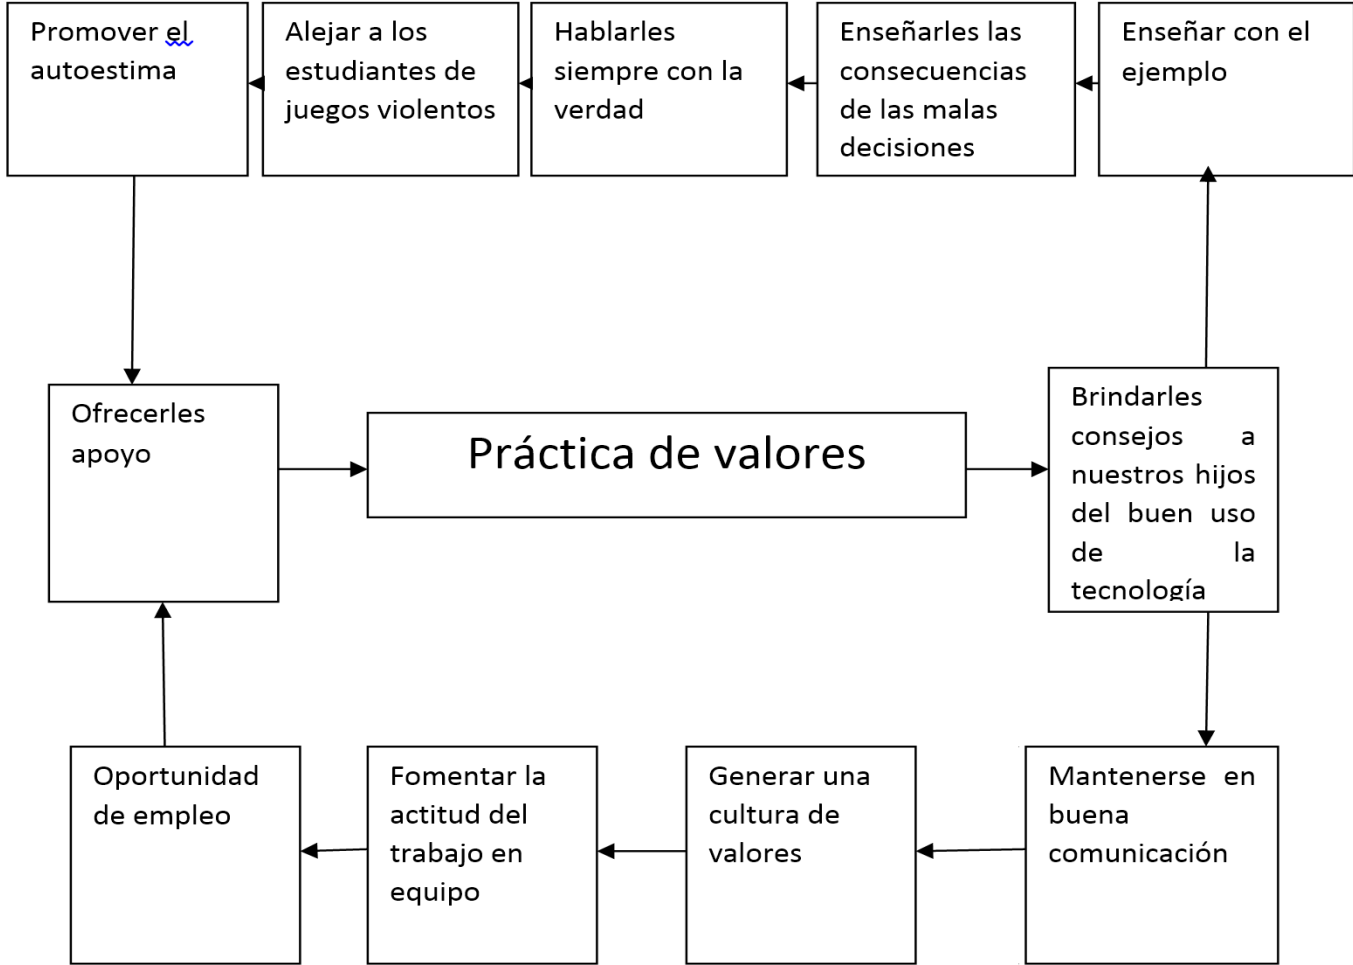 Promover el
autoestima
Alejar a los
estudiantes de
juegos violentos
Hablarles
siempre con la
verdad
Enseñarles las
consecuencias
de las malas
decisiones
Enseñar con el
ejemplo
Ofrecerles
apoyo
Práctica de valores
Brindarles
consejos a
nuestros hijos
del buen uso
de la
tecnología
Oportunidad
de empleo
Fomentar la
actitud del
trabajo en
equipo
Generar una
cultura de
valores
Mantenerse en
buena
comunicación